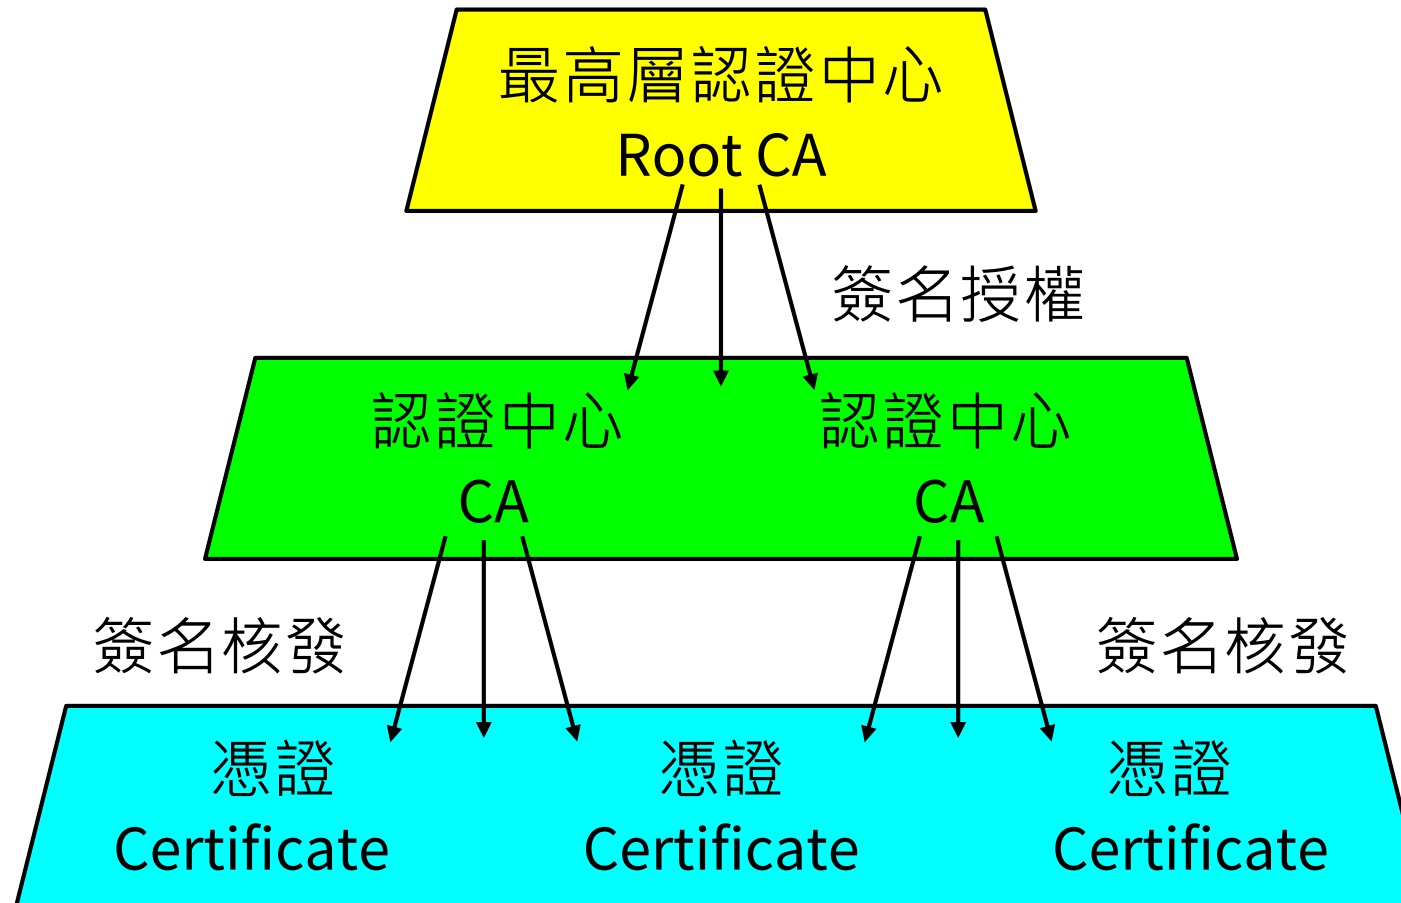 最高層認證中心
Root CA
簽名授權
認證中心 認證中心
CA CA
簽名核發 簽名核發
憑證 憑證 憑證
Certificate Certificate Certificate